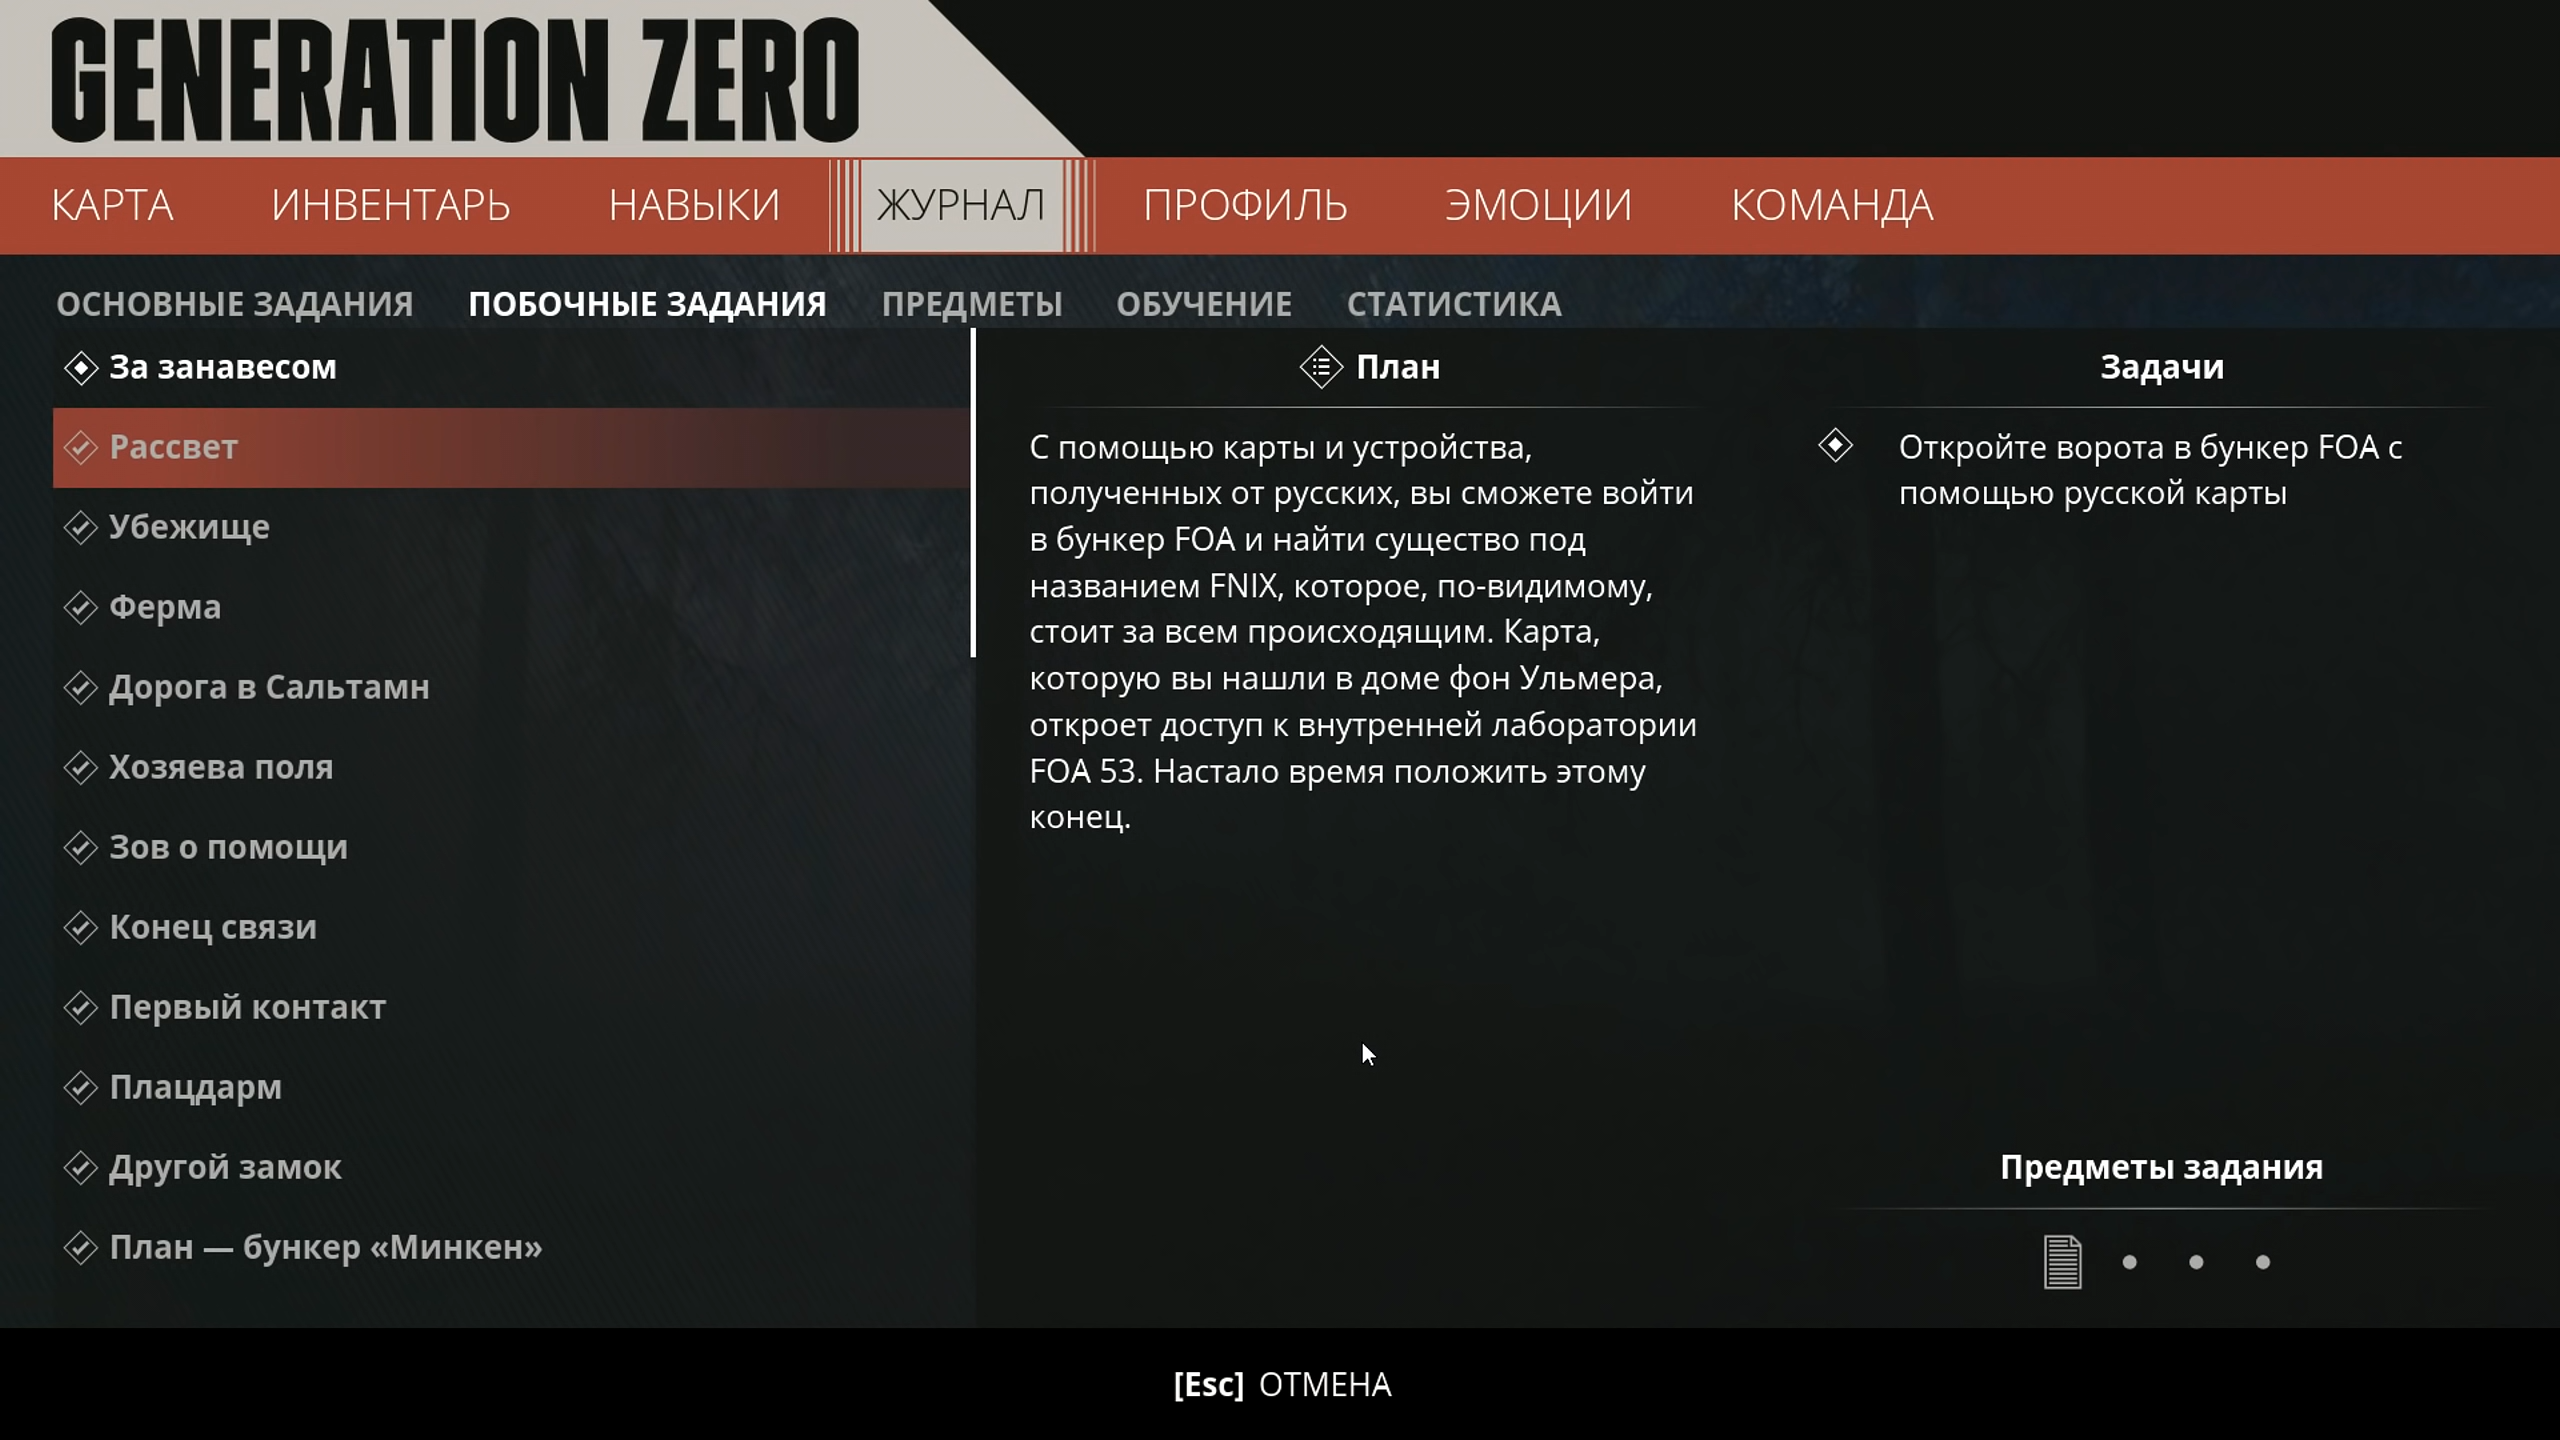 GENERATION ZERO
КАРТА ИНВЕНТАРЬ НАВЫКИ ЖУРНАЛ ПРОФИЛЬ ЭМОЦИИ КОМАНДА
ОСНОВНЫЕ ЗАДАНИЯ ПОБОЧНЫЕ ЗАДАНИЯ ПРЕДМЕТЫ ОБУЧЕНИЕ СТАТИСТИКА
За занавесом
Рассвет
Убежище
Ферма
Дорога в Сальтамн
Хозяева поля
Зов о помощи
Конец связи
Первый контакт
Плацдарм
Другой замок
План — бункер «Минкен»
План
С помощью карты и устройства,
полученных от русских, вы сможете войти
в бункер FOA и найти существо под
названием FNIX, которое, по-видимому,
стоит за всем происходящим. Карта,
которую вы нашли в доме фон Ульмера,
откроет доступ к внутренней лаборатории
FOA 53. Настало время положить этому
конец.
Задачи
Откройте ворота в бункер FOA с
помощью русской карты
Предметы задания
[Esc] ОТМЕНА